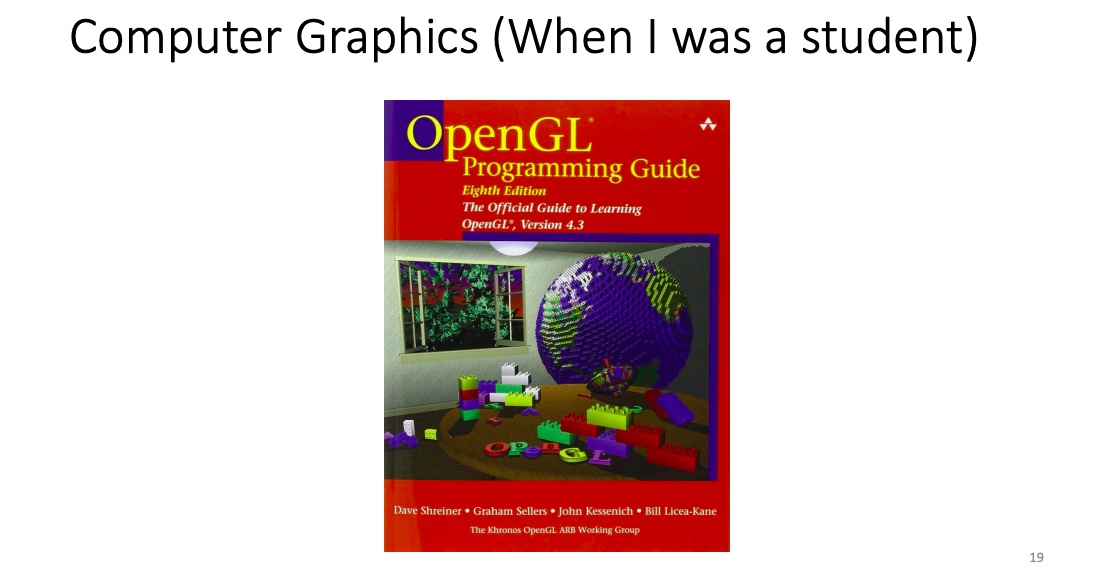 Computer Graphics (When I was a student)
OpenGL®
Programming Guide
Eighth Edition
The Official Guide to Learning
OpenGL®, Version 4.3
OpenGL
Dave Shreiner • Graham Sellers • John Kessenich • Bill Licea-Kane
The Khronos OpenGL ARB Working Group
19